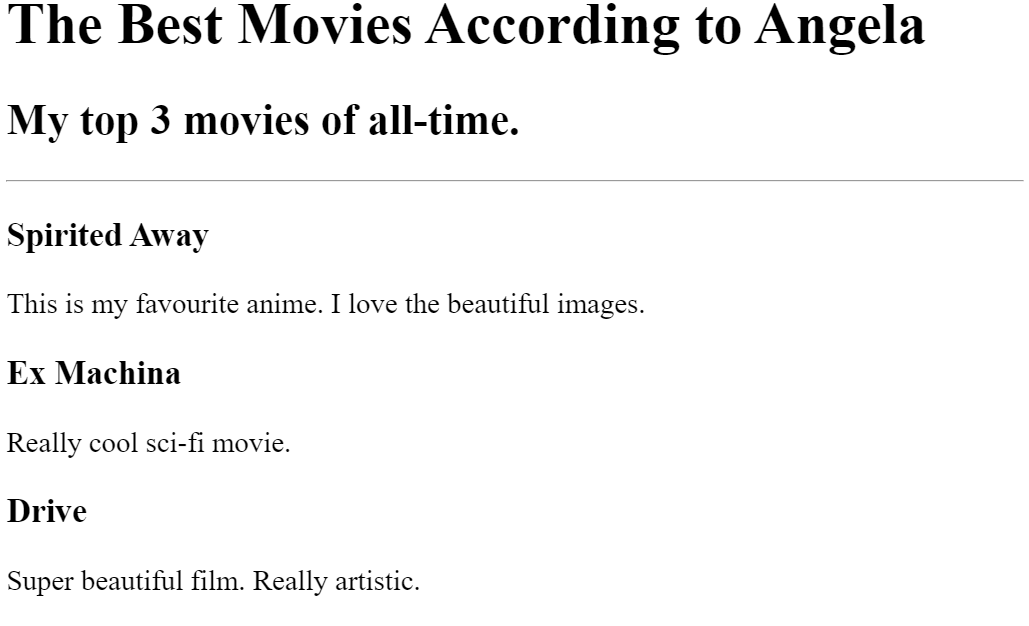 The Best Movies According to Angela
My top 3 movies of all-time.
Spirited Away
This is my favourite anime. I love the beautiful images.
Ex Machina
Really cool sci-fi movie.
Drive
Super beautiful film. Really artistic.